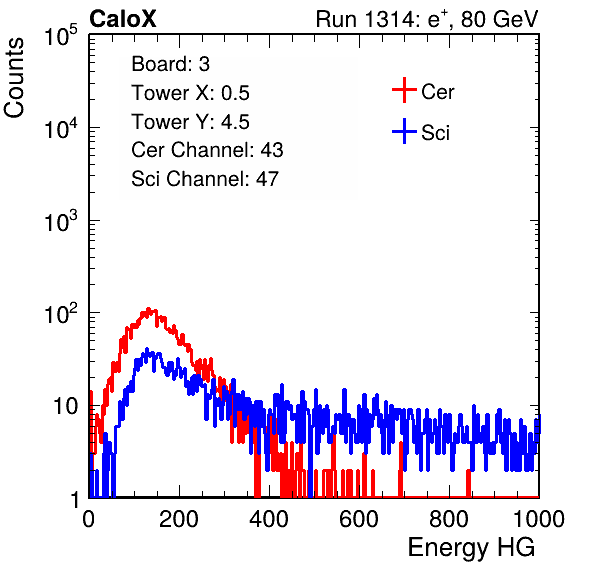 CaloX Run 1314: e⁺, 80 GeV
Counts
10⁵
10⁴
10³
10²
10
1
Board: 3
Tower X: 0.5
Tower Y: 4.5
Cer Channel: 43
Sci Channel: 47
Cer
Sci
0 200 400 600 800 1000
Energy HG